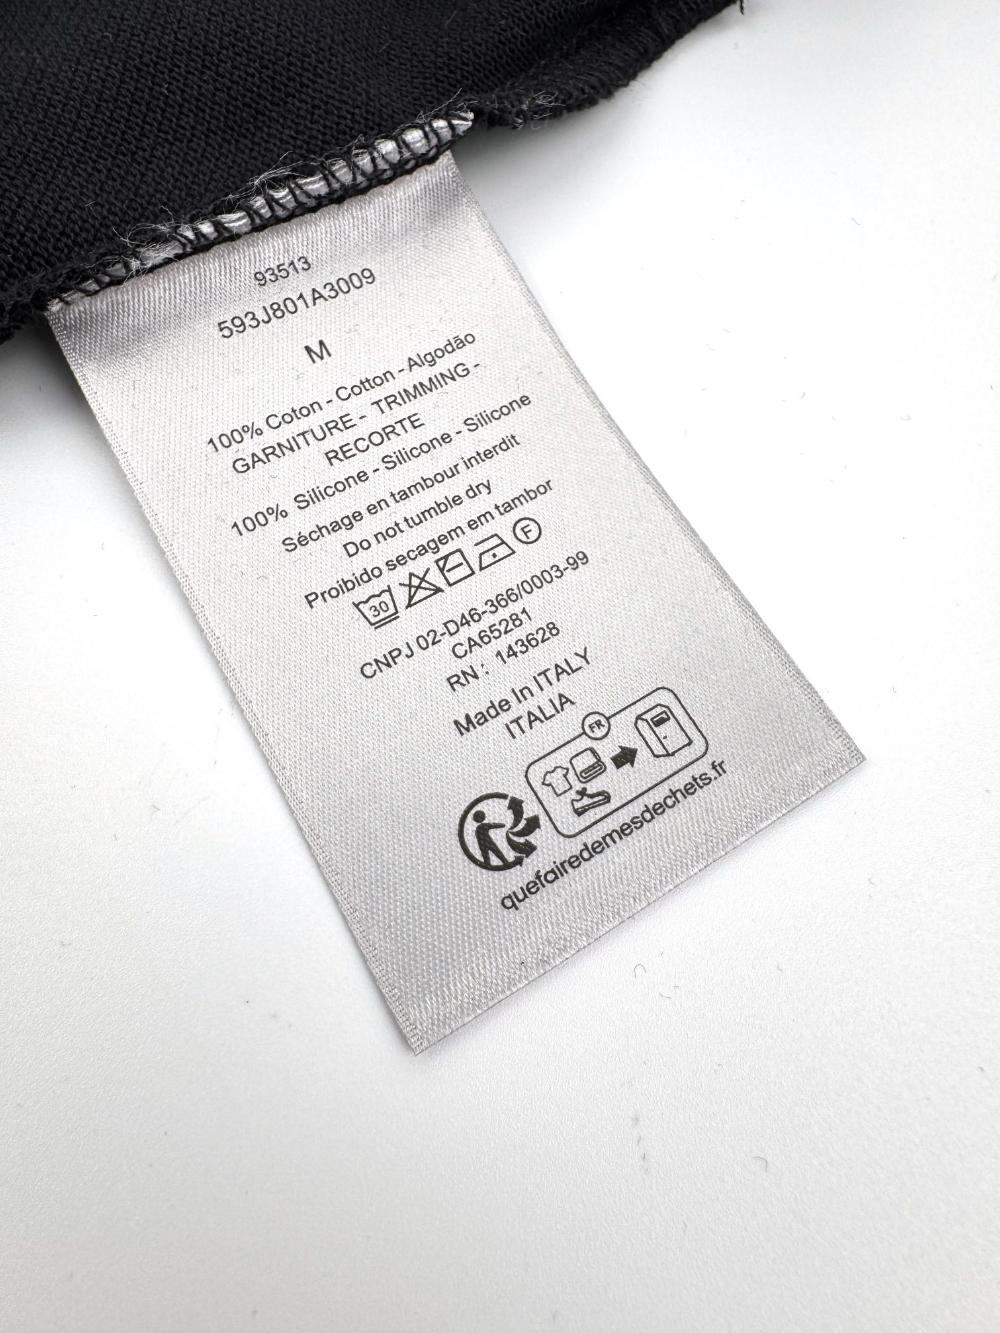 93513
593J801A3009
M
100% Coton - Cotton - Algodão
GARNITURE - TRIMMING -
RECORTE
100% Silicone - Silicone - Silicone
Séchage en tambour interdit
Do not tumble dry
Proibido secagem em tambor
30 F
CNPJ 02-D46-366/0003-99
CA65281
RN : 143628
Made In ITALY
ITALIA
FR
quefairedemesdechets.fr